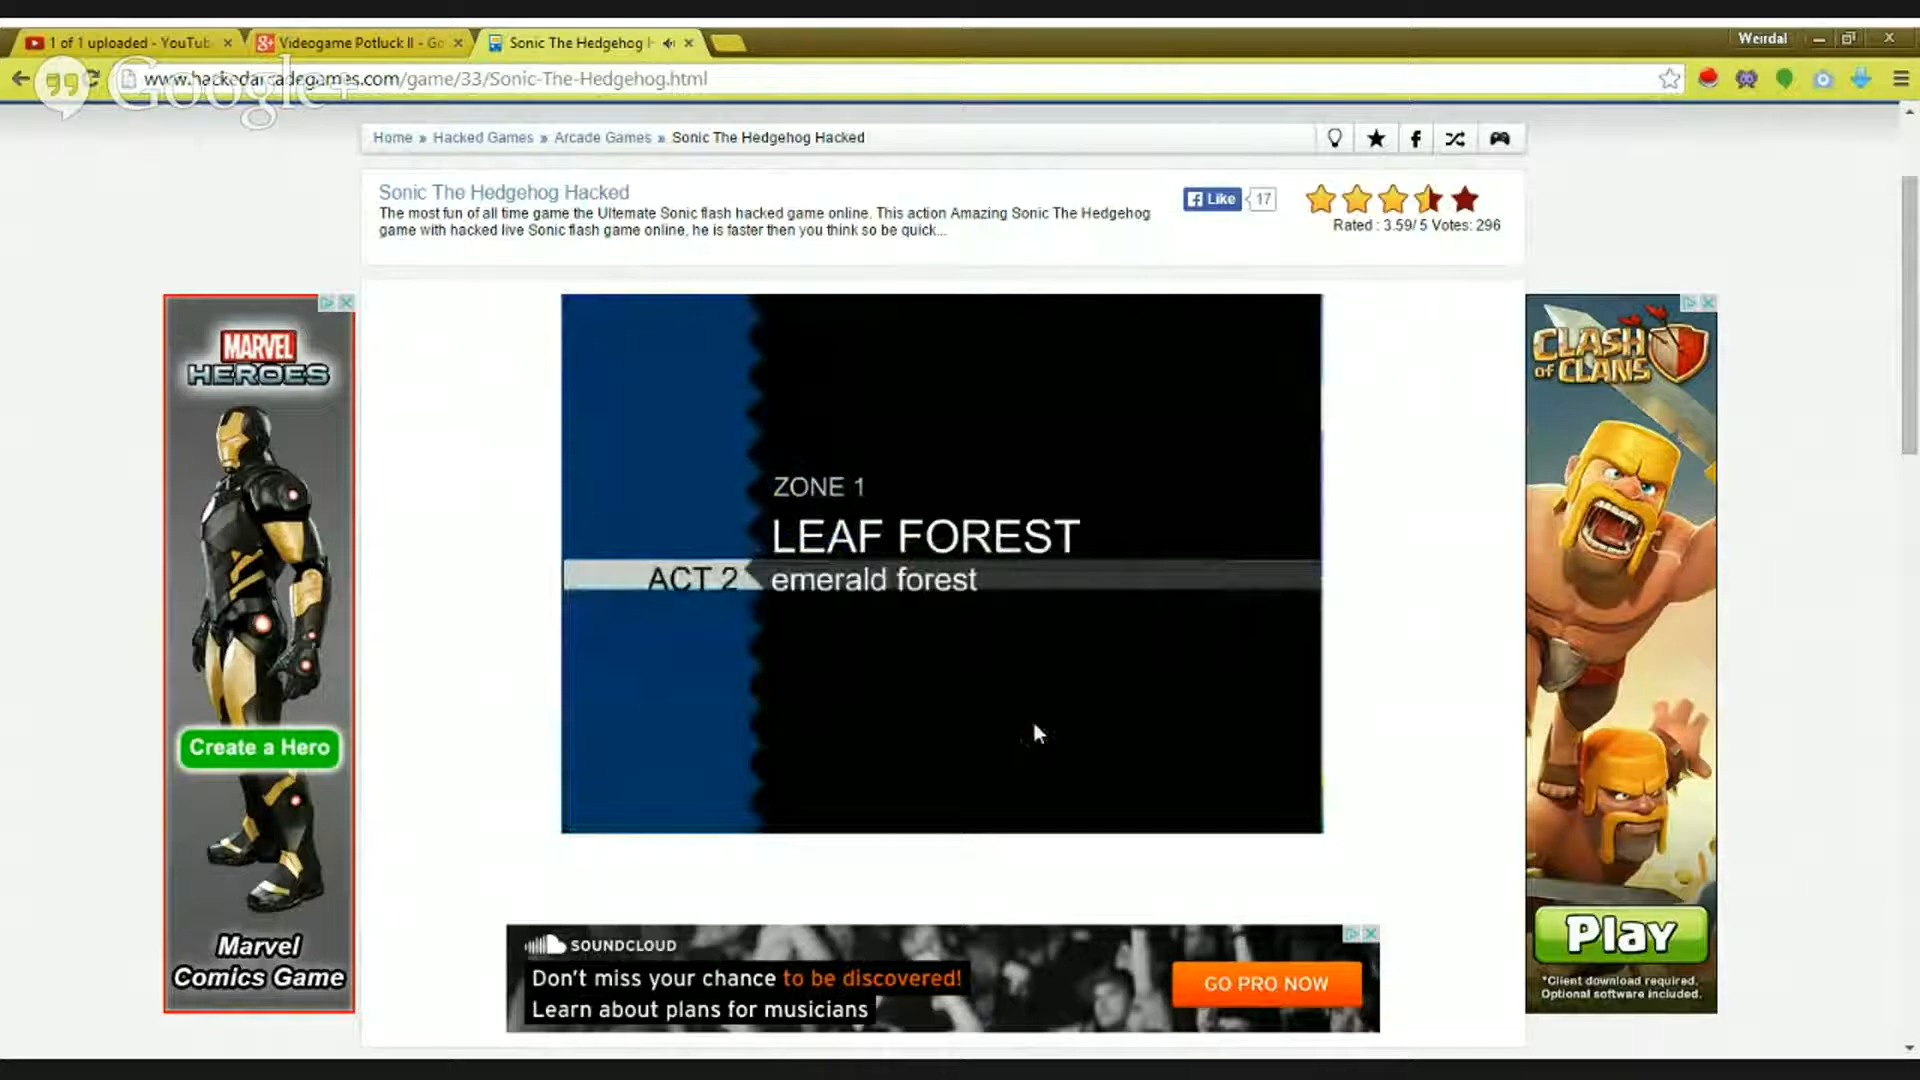 1 of 1 uploaded - YouTub
Videogame Potluck II - Go
Sonic The Hedgehog H
Weirdal
www.hackedarcadegames.com/game/33/Sonic-The-Hedgehog.html
Google+
Home » Hacked Games » Arcade Games » Sonic The Hedgehog Hacked
Sonic The Hedgehog Hacked
The most fun of all time game the Ultemate Sonic flash hacked game online. This action Amazing Sonic The Hedgehog
game with hacked live Sonic flash game online, he is faster then you think so be quick...
Like 17
Rated : 3.59/ 5 Votes: 296
MARVEL
HEROES
Create a Hero
Marvel
Comics Game
ZONE 1
LEAF FOREST
ACT 2 emerald forest
CLASH
OF CLANS
Play
*Client download required.
Optional software included.
SOUNDCLOUD
Don't miss your chance to be discovered!
Learn about plans for musicians
GO PRO NOW